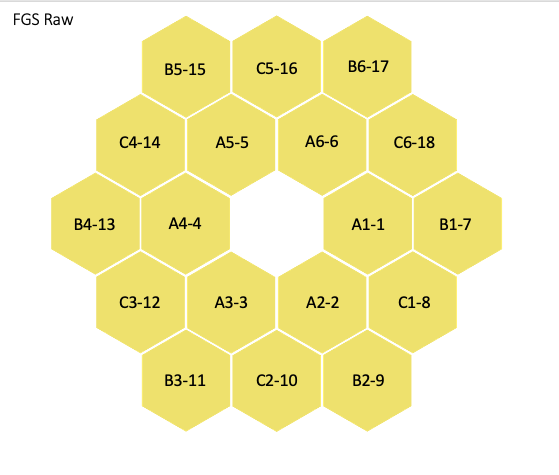 FGS Raw
B5-15 C5-16 B6-17
C4-14 A5-5 A6-6 C6-18
B4-13 A4-4 A1-1 B1-7
C3-12 A3-3 A2-2 C1-8
B3-11 C2-10 B2-9